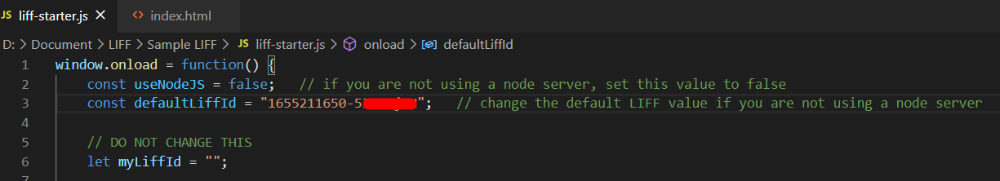 JS liff-starter.js × <> index.html
D: > Document > LIFF > Sample LIFF > JS liff-starter.js > onload > defaultLiffId
1 window.onload = function() {
2 const useNodeJS = false; // if you are not using a node server, set this value to false
3 const defaultLiffId = "1655211650-5 "; // change the default LIFF value if you are not using a node server
4
5 // DO NOT CHANGE THIS
6 let myLiffId = "";
7